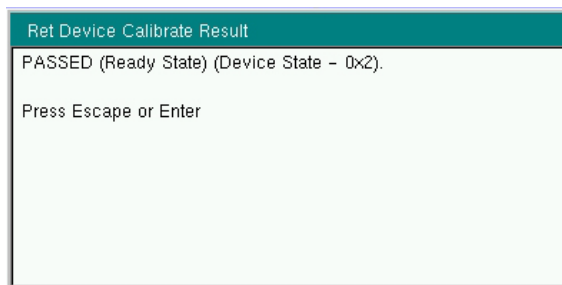 Ret Device Calibrate Result
PASSED (Ready State) (Device State – 0x2).
Press Escape or Enter